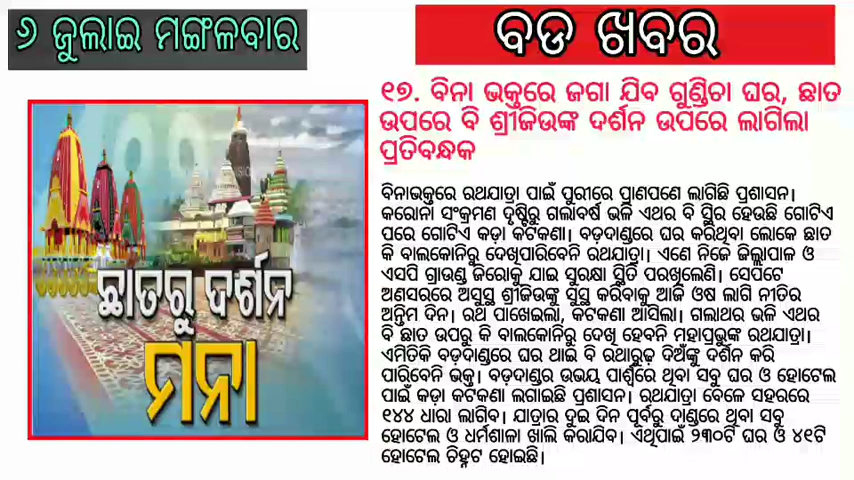 ୬ ଜୁଲାଇ ମଙ୍ଗଳବାର
ବଡ ଖବର
୧୭. ବିନା ଭକ୍ତରେ ଜଗା ଯିବ ଗୁଣ୍ଡିଚା ଘର, ଛାତ
ଉପରେ ବି ଶ୍ରୀଜିଉଙ୍କ ଦର୍ଶନ ଉପରେ ଲାଗିଲା
ପ୍ରତିବନ୍ଧକ
ଛାତରୁ ଦର୍ଶନ
ମନା
ବିନାଭକ୍ତରେ ରଥଯାତ୍ରା ପାଇଁ ପୁରୀରେ ପ୍ରାଣପଣେ ଲାଗିଛି ପ୍ରଶାସନ।
କରୋନା ସଂକ୍ରମଣ ଦୃଷ୍ଟିରୁ ଗଲାବର୍ଷ ଭଳି ଏଥର ବି ସ୍ଥିର ହେଉଛି ଗୋଟିଏ
ପରେ ଗୋଟିଏ କଡ଼ା କଟକଣା। ବଡ଼ଦାଣ୍ଡରେ ଘର କରିଥିବା ଲୋକେ ଛାତ
କି ବାଲକୋନିରୁ ଦେଖିପାରିବେନି ରଥଯାତ୍ରା। ଏଣେ ନିଜେ ଜିଲ୍ଲାପାଳ ଓ
ଏସପି ଗ୍ରାଉଣ୍ଡ ଜିରୋକୁ ଯାଇ ସୁରକ୍ଷା ସ୍ଥିତି ପରଖିଲେଣି। ସେପଟେ
ଅଣସରରେ ଅସୁସ୍ଥ ଶ୍ରୀଜିଉଙ୍କୁ ସୁସ୍ଥ କରିବାକୁ ଆଜି ଓଷ ଲାଗି ନୀତିର
ଅନ୍ତିମ ଦିନ। ରଥ ପାଖେଇଲା, କଟକଣା ଆସିଲା। ଗଲାଥର ଭଳି ଏଥର
ବି ଛାତ ଉପରୁ କି ବାଲକୋନିରୁ ଦେଖି ହେବନି ମହାପ୍ରଭୁଙ୍କ ରଥଯାତ୍ରା।
ଏମିତିକି ବଡ଼ଦାଣ୍ଡରେ ଘର ଥାଇ ବି ରଥାରୁଢ଼ ଦିଅଁଙ୍କୁ ଦର୍ଶନ କରି
ପାରିବେନି ଭକ୍ତ। ବଡ଼ଦାଣ୍ଡର ଉଭୟ ପାର୍ଶ୍ୱରେ ଥିବା ସବୁ ଘର ଓ ହୋଟେଲ
ପାଇଁ କଡ଼ା କଟକଣା ଲଗାଇଛି ପ୍ରଶାସନ। ରଥଯାତ୍ରା ବେଳେ ସହରରେ
୧୪୪ ଧାରା ଲାଗିବ। ଯାତ୍ରାର ଦୁଇ ଦିନ ପୂର୍ବରୁ ଦାଣ୍ଡରେ ଥିବା ସବୁ
ହୋଟେଲ ଓ ଧର୍ମଶାଳା ଖାଲି କରାଯିବ। ଏଥିପାଇଁ ୨୩୦ଟି ଘର ଓ ୪୧ଟି
ହୋଟେଲ ଚିହ୍ନଟ ହୋଇଛି।